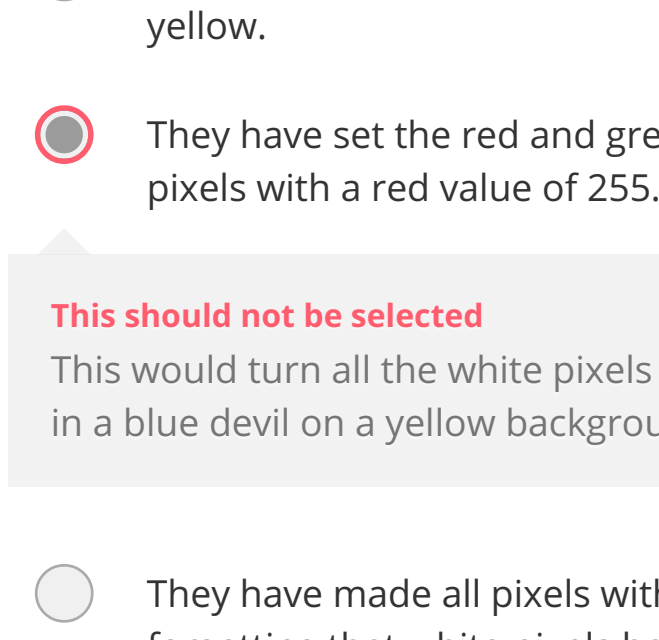 yellow.
They have set the red and gre
pixels with a red value of 255.
This should not be selected
This would turn all the white pixels
in a blue devil on a yellow backgrou
They have made all pixels with